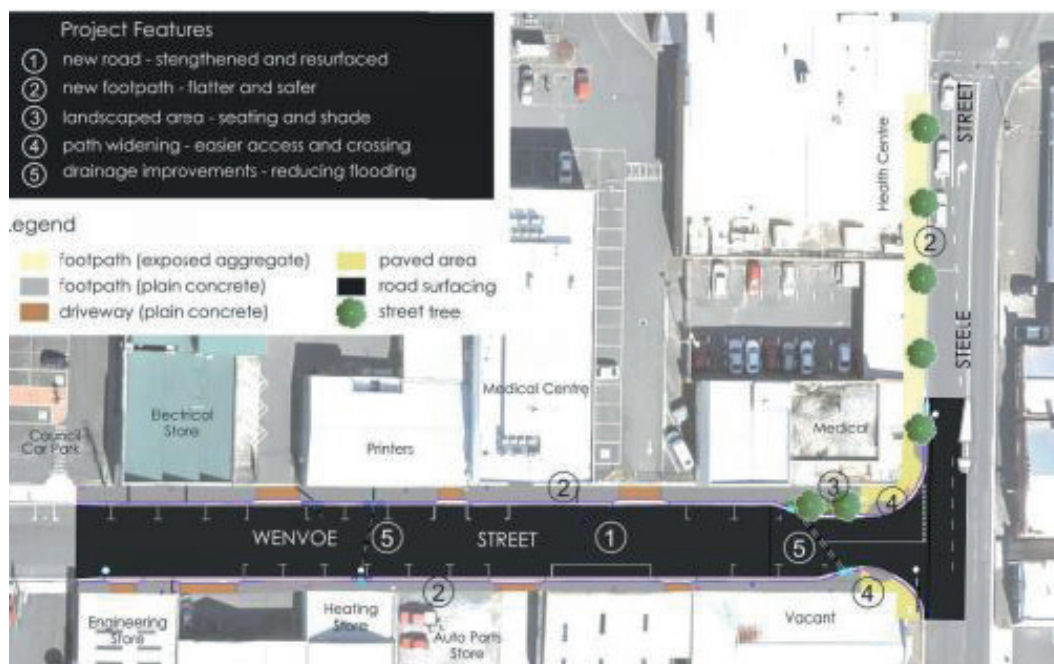 Project Features
1 new road - stengthened and resurfaced
2 new footpath - flatter and safer
3 landscaped area - seating and shade
4 path widening - easier access and crossing
5 drainage improvements - reducing flooding
egend
footpath (exposed aggregate)
footpath (plain concrete)
driveway (plain concrete)
paved area
road surfacing
street tree
Health Centre
STREET
2
STEELE
Council
Car Park
Electrical
Store
Printers
Medical Centre
Medical
2
3
4
WENVOE
5
STREET
1
5
2
4
Engineering
Store
Heating
Store
Auto Parts
Store
Vacant